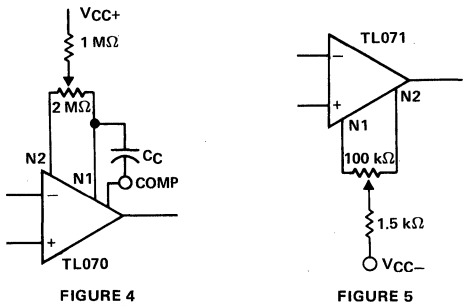 VCC+
1 MΩ
2 MΩ
N2
N1
CC
COMP
−
+
TL070
FIGURE 4
TL071
−
+
N2
N1
100 kΩ
1.5 kΩ
VCC−
FIGURE 5